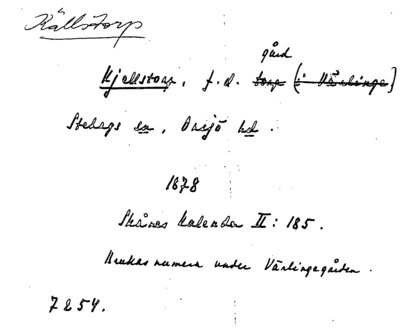 Källstorp
gård
Kjellstorp, f.d. torp (i Värlinge)
Stehags sn, Onsjö hd.
1878
Skånes Kalender II: 185.
Brukas numera under Värlingegården.
7254.